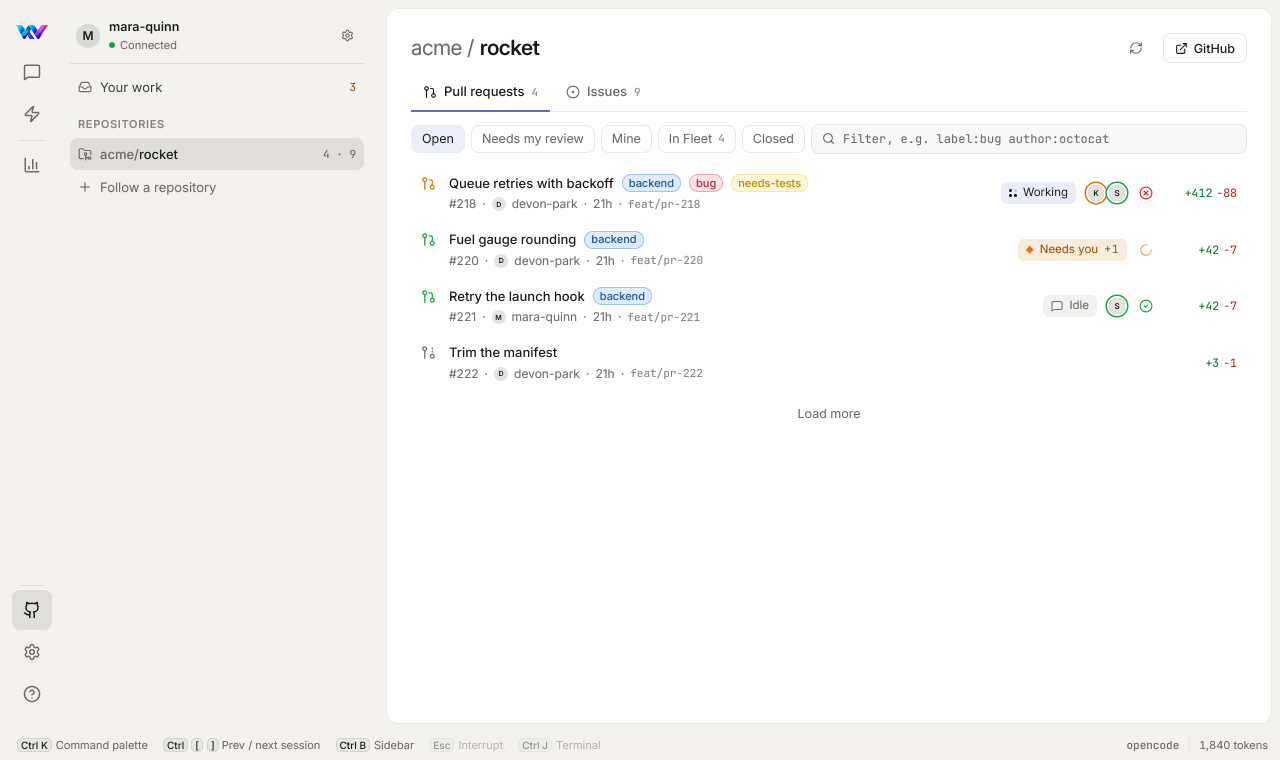 M mara-quinn
Connected
Your work 3
REPOSITORIES
acme/rocket 4 · 9
Follow a repository
acme / rocket
GitHub
Pull requests 4
Issues 9
Open
Needs my review
Mine
In Fleet 4
Closed
Filter, e.g. label:bug author:octocat
Queue retries with backoff backend bug needs-tests
#218 · D devon-park · 21h · feat/pr-218
Working K S +412 -88
Fuel gauge rounding backend
#220 · D devon-park · 21h · feat/pr-220
Needs you +1 +42 -7
Retry the launch hook backend
#221 · M mara-quinn · 21h · feat/pr-221
Idle S +42 -7
Trim the manifest
#222 · D devon-park · 21h · feat/pr-222
+3 -1
Load more
Ctrl K Command palette · Ctrl [ ] Prev / next session · Ctrl B Sidebar · Esc Interrupt · Ctrl J Terminal
opencode 1,840 tokens